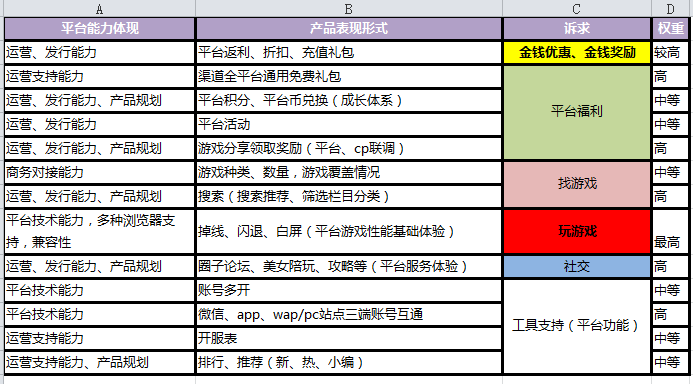 A B C D
平台能力体现 产品表现形式 诉求 权重
运营、发行能力 平台返利、折扣、充值礼包 金钱优惠、金钱奖励 较高
运营支持能力 渠道全平台通用免费礼包 高
运营、发行能力、产品规划 平台积分、平台币兑换（成长体系） 中等
平台福利
运营、发行能力 平台活动 中等
运营、发行能力、产品规划 游戏分享领取奖励（平台、cp联调） 高
商务对接能力 游戏种类、数量，游戏覆盖情况 中等
找游戏
运营、发行能力、产品规划 搜索（搜索推荐、筛选栏目分类） 高
平台技术能力，多种浏览器支
持，兼容性 掉线、闪退、白屏（平台游戏性能基础体验） 玩游戏 最高
运营、发行能力、产品规划 圈子论坛、美女陪玩、攻略等（平台服务体验） 社交 高
平台技术能力 账号多开 中等
平台技术能力 微信、app、wap/pc站点三端账号互通 高
工具支持（平台功能）
运营支持能力 开服表 中等
运营支持能力、产品规划 排行、推荐（新、热、小编） 中等